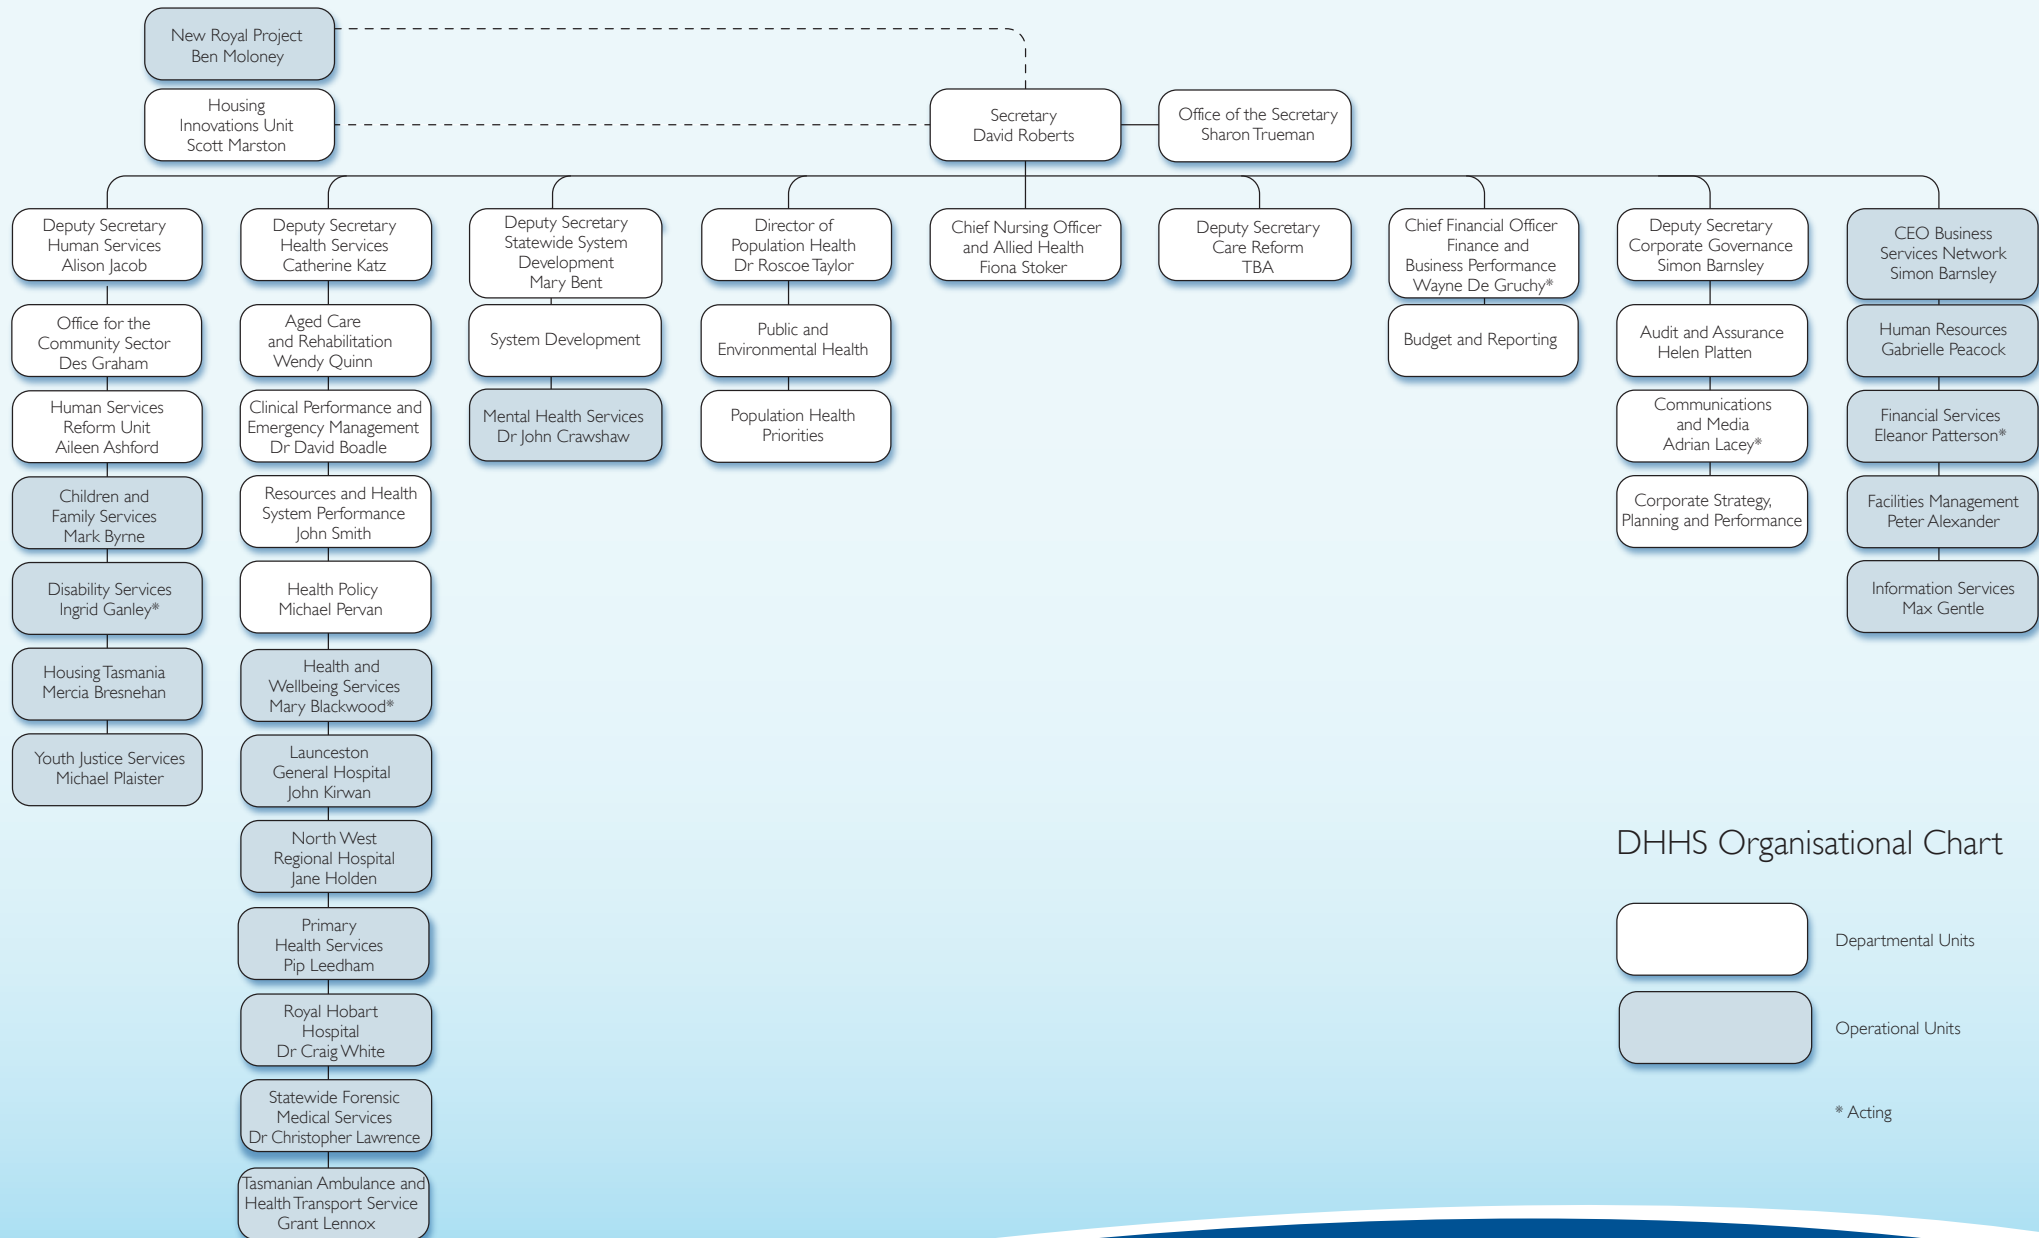 New Royal Project
Ben Moloney
Housing
Innovations Unit
Scott Marston
Secretary
David Roberts
Office of the Secretary
Sharon Trueman
Deputy Secretary
Human Services
Alison Jacob
Office for the
Community Sector
Des Graham
Human Services
Reform Unit
Aileen Ashford
Children and
Family Services
Mark Byrne
Disability Services
Ingrid Ganley*
Housing Tasmania
Mercia Bresnehan
Youth Justice Services
Michael Plaister
Deputy Secretary
Health Services
Catherine Katz
Aged Care
and Rehabilitation
Wendy Quinn
Clinical Performance and
Emergency Management
Dr David Boadle
Resources and Health
System Performance
John Smith
Health Policy
Michael Pervan
Health and
Wellbeing Services
Mary Blackwood*
Launceston
General Hospital
John Kirwan
North West
Regional Hospital
Jane Holden
Primary
Health Services
Pip Leedham
Royal Hobart
Hospital
Dr Craig White
Statewide Forensic
Medical Services
Dr Christopher Lawrence
Tasmanian Ambulance and
Health Transport Service
Grant Lennox
Deputy Secretary
Statewide System
Development
Mary Bent
System Development
Mental Health Services
Dr John Crawshaw
Director of
Population Health
Dr Roscoe Taylor
Public and
Environmental Health
Population Health
Priorities
Chief Nursing Officer
and Allied Health
Fiona Stoker
Deputy Secretary
Care Reform
TBA
Chief Financial Officer
Finance and
Business Performance
Wayne De Gruchy*
Budget and Reporting
Deputy Secretary
Corporate Governance
Simon Barnsley
Audit and Assurance
Helen Platten
Communications
and Media
Adrian Lacey*
Corporate Strategy,
Planning and Performance
CEO Business
Services Network
Simon Barnsley
Human Resources
Gabrielle Peacock
Financial Services
Eleanor Patterson*
Facilities Management
Peter Alexander
Information Services
Max Gentle
DHHS Organisational Chart
Departmental Units
Operational Units
* Acting